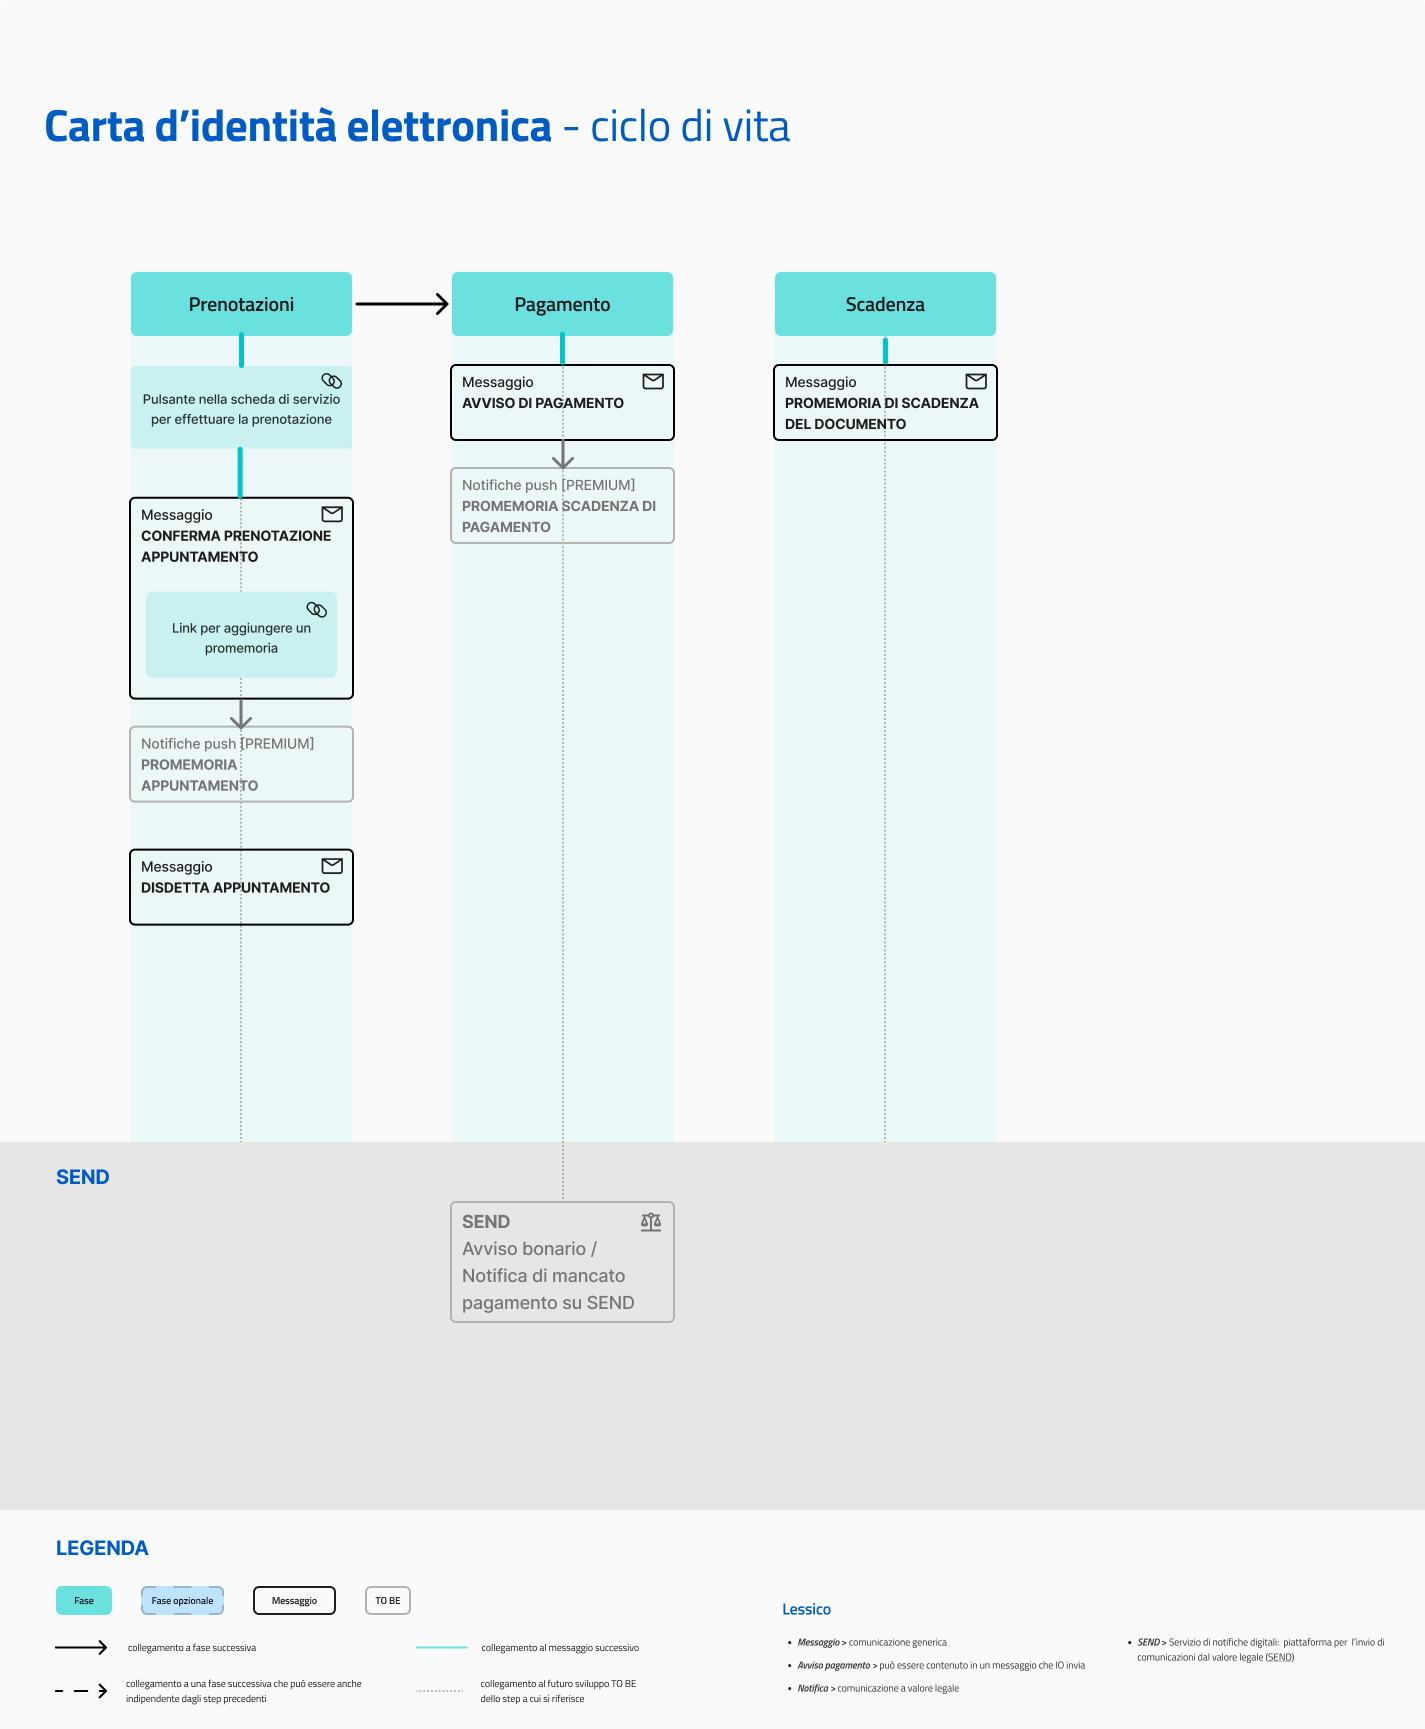 Carta d’identità elettronica - ciclo di vita
Prenotazioni
Pulsante nella scheda di servizio
per effettuare la prenotazione
Messaggio
CONFERMA PRENOTAZIONE
APPUNTAMENTO
Link per aggiungere un
promemoria
Notifiche push [PREMIUM]
PROMEMORIA
APPUNTAMENTO
Messaggio
DISDETTA APPUNTAMENTO
Pagamento
Messaggio
AVVISO DI PAGAMENTO
Notifiche push [PREMIUM]
PROMEMORIA SCADENZA DI
PAGAMENTO
Scadenza
Messaggio
PROMEMORIA DI SCADENZA
DEL DOCUMENTO
SEND
SEND
Avviso bonario /
Notifica di mancato
pagamento su SEND
LEGENDA
Fase
Fase opzionale
Messaggio
TO BE
collegamento a fase successiva
collegamento al messaggio successivo
collegamento a una fase successiva che può essere anche
indipendente dagli step precedenti
collegamento al futuro sviluppo TO BE
dello step a cui si riferisce
Lessico
• Messaggio > comunicazione generica
• Avviso pagamento > può essere contenuto in un messaggio che IO invia
• Notifica > comunicazione a valore legale
• SEND > Servizio di notifiche digitali: piattaforma per l’invio di
comunicazioni dal valore legale (SEND)